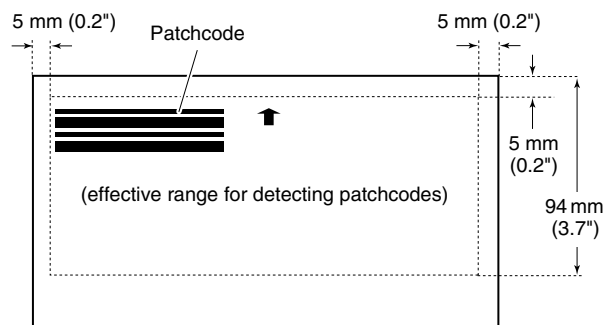 5 mm (0.2")
Patchcode
5 mm (0.2")
5 mm
(0.2")
(effective range for detecting patchcodes)
94 mm
(3.7")